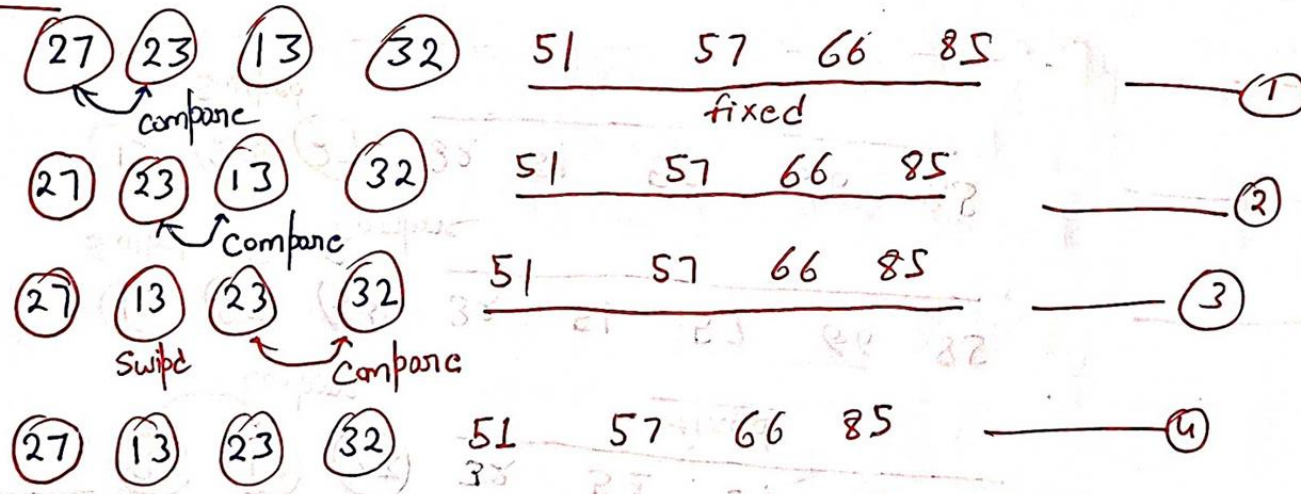 27 23 13 32 51 57 66 85 1
compare fixed
27 23 13 32 51 57 66 85 2
compare
27 13 23 32 51 57 66 85 3
Swipe Compare
27 13 23 32 51 57 66 85 4